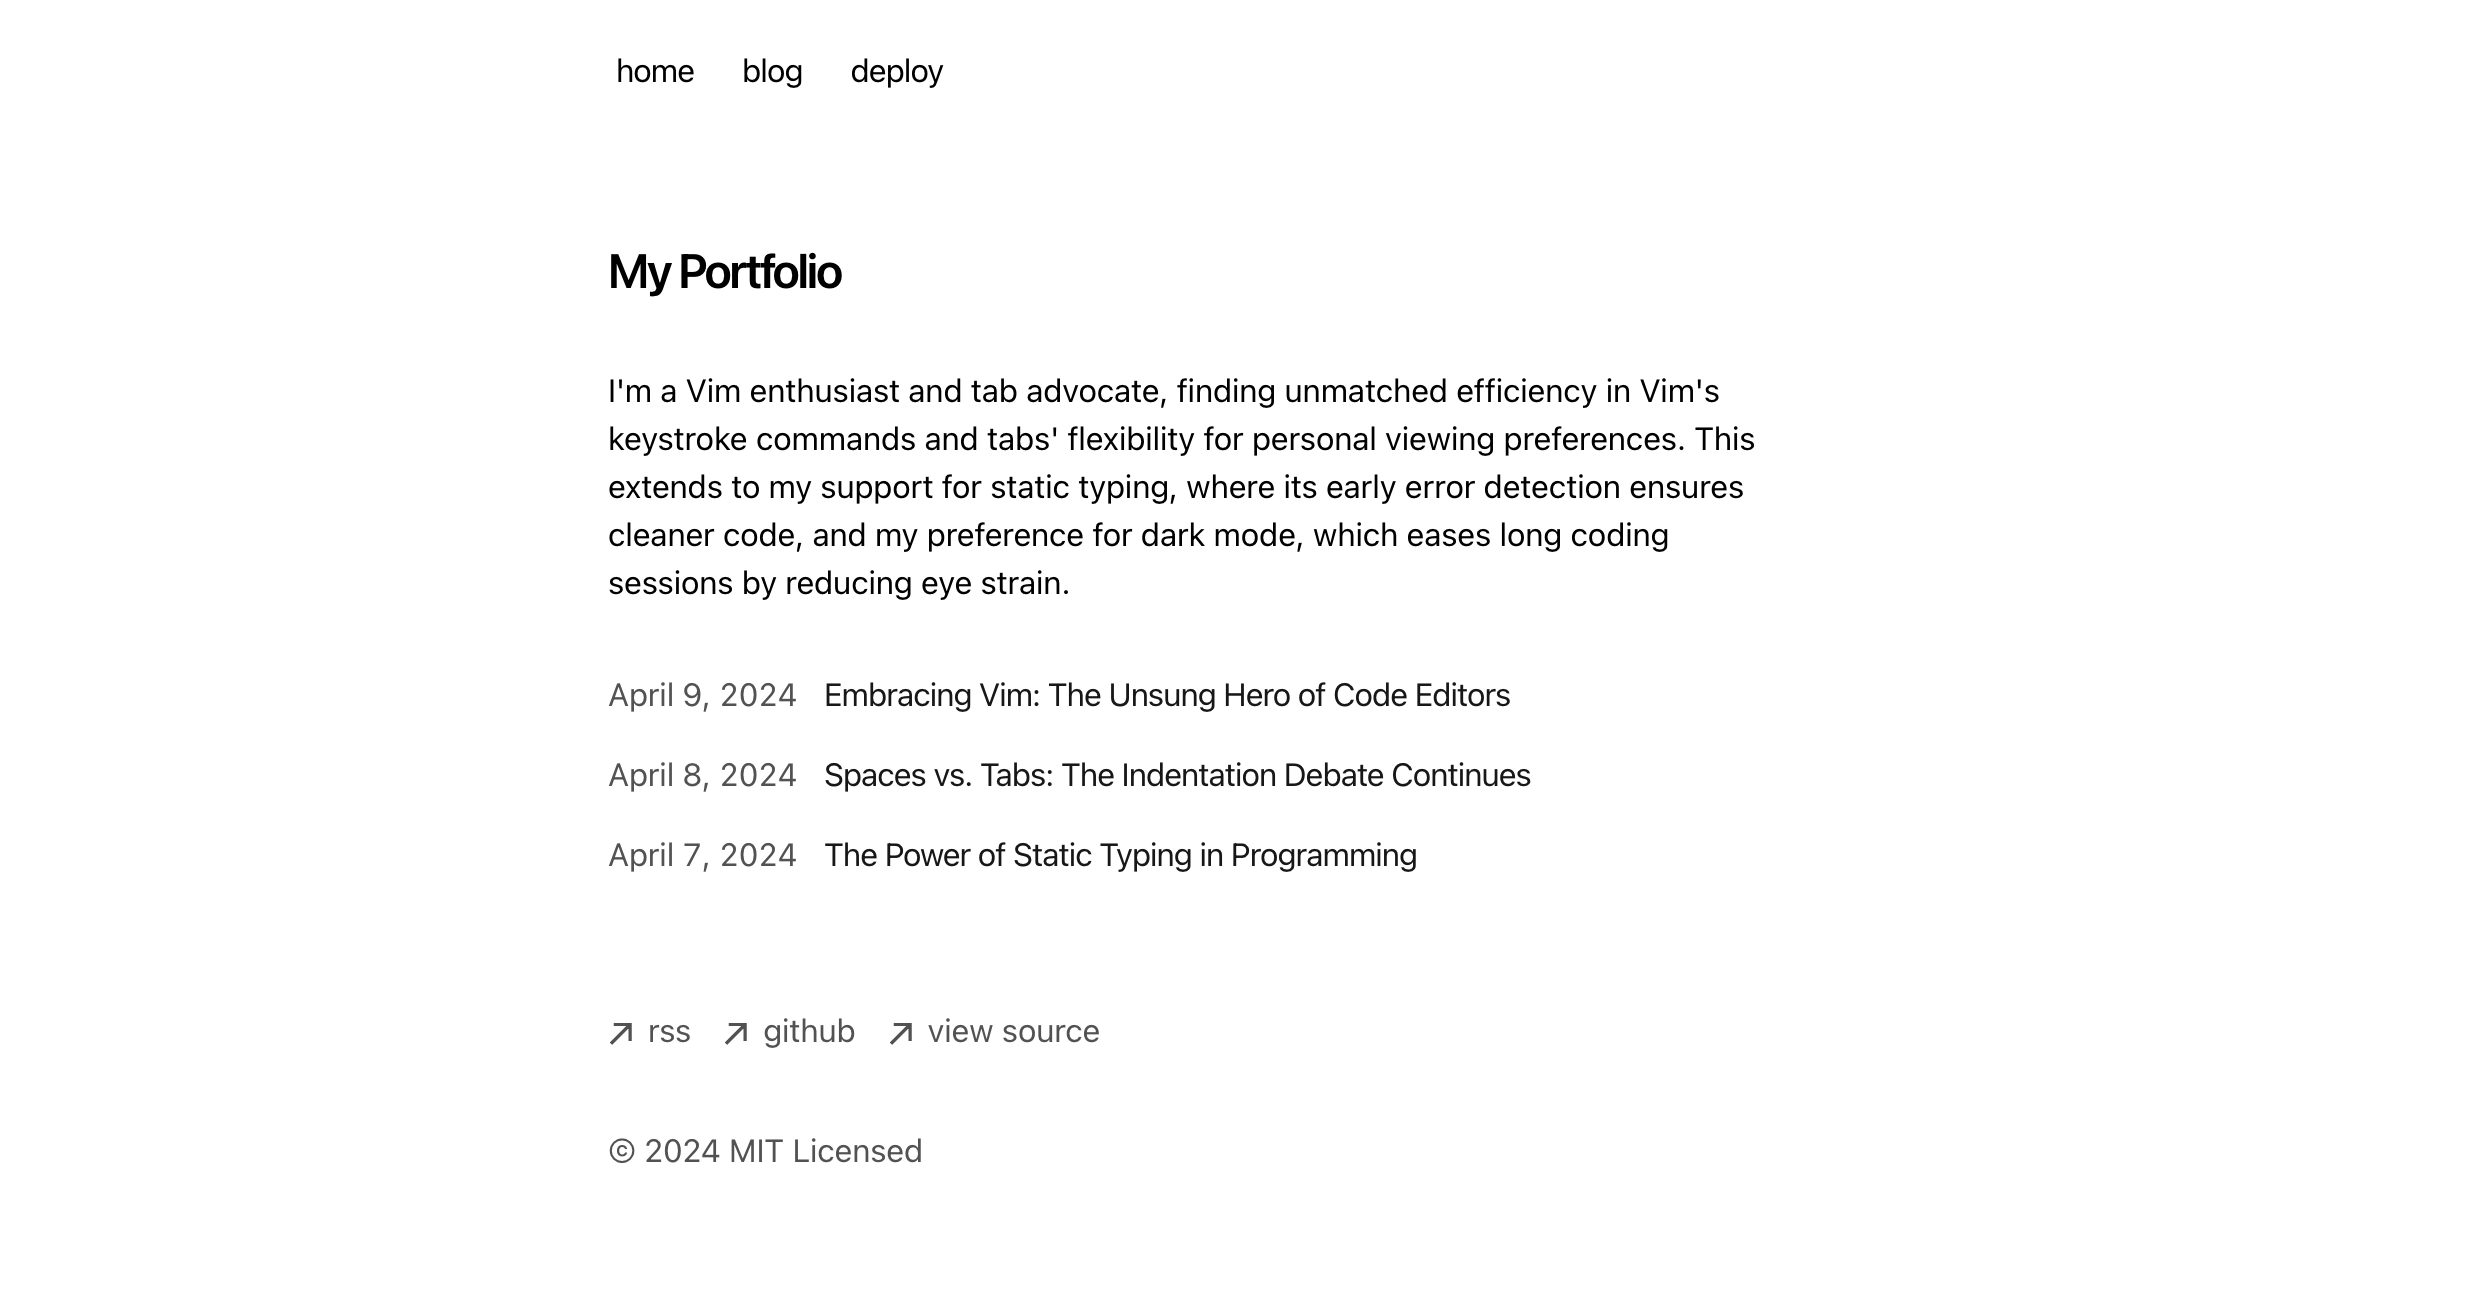 home blog deploy
My Portfolio
I'm a Vim enthusiast and tab advocate, finding unmatched efficiency in Vim's
keystroke commands and tabs' flexibility for personal viewing preferences. This
extends to my support for static typing, where its early error detection ensures
cleaner code, and my preference for dark mode, which eases long coding
sessions by reducing eye strain.
April 9, 2024 Embracing Vim: The Unsung Hero of Code Editors
April 8, 2024 Spaces vs. Tabs: The Indentation Debate Continues
April 7, 2024 The Power of Static Typing in Programming
rss github view source
© 2024 MIT Licensed